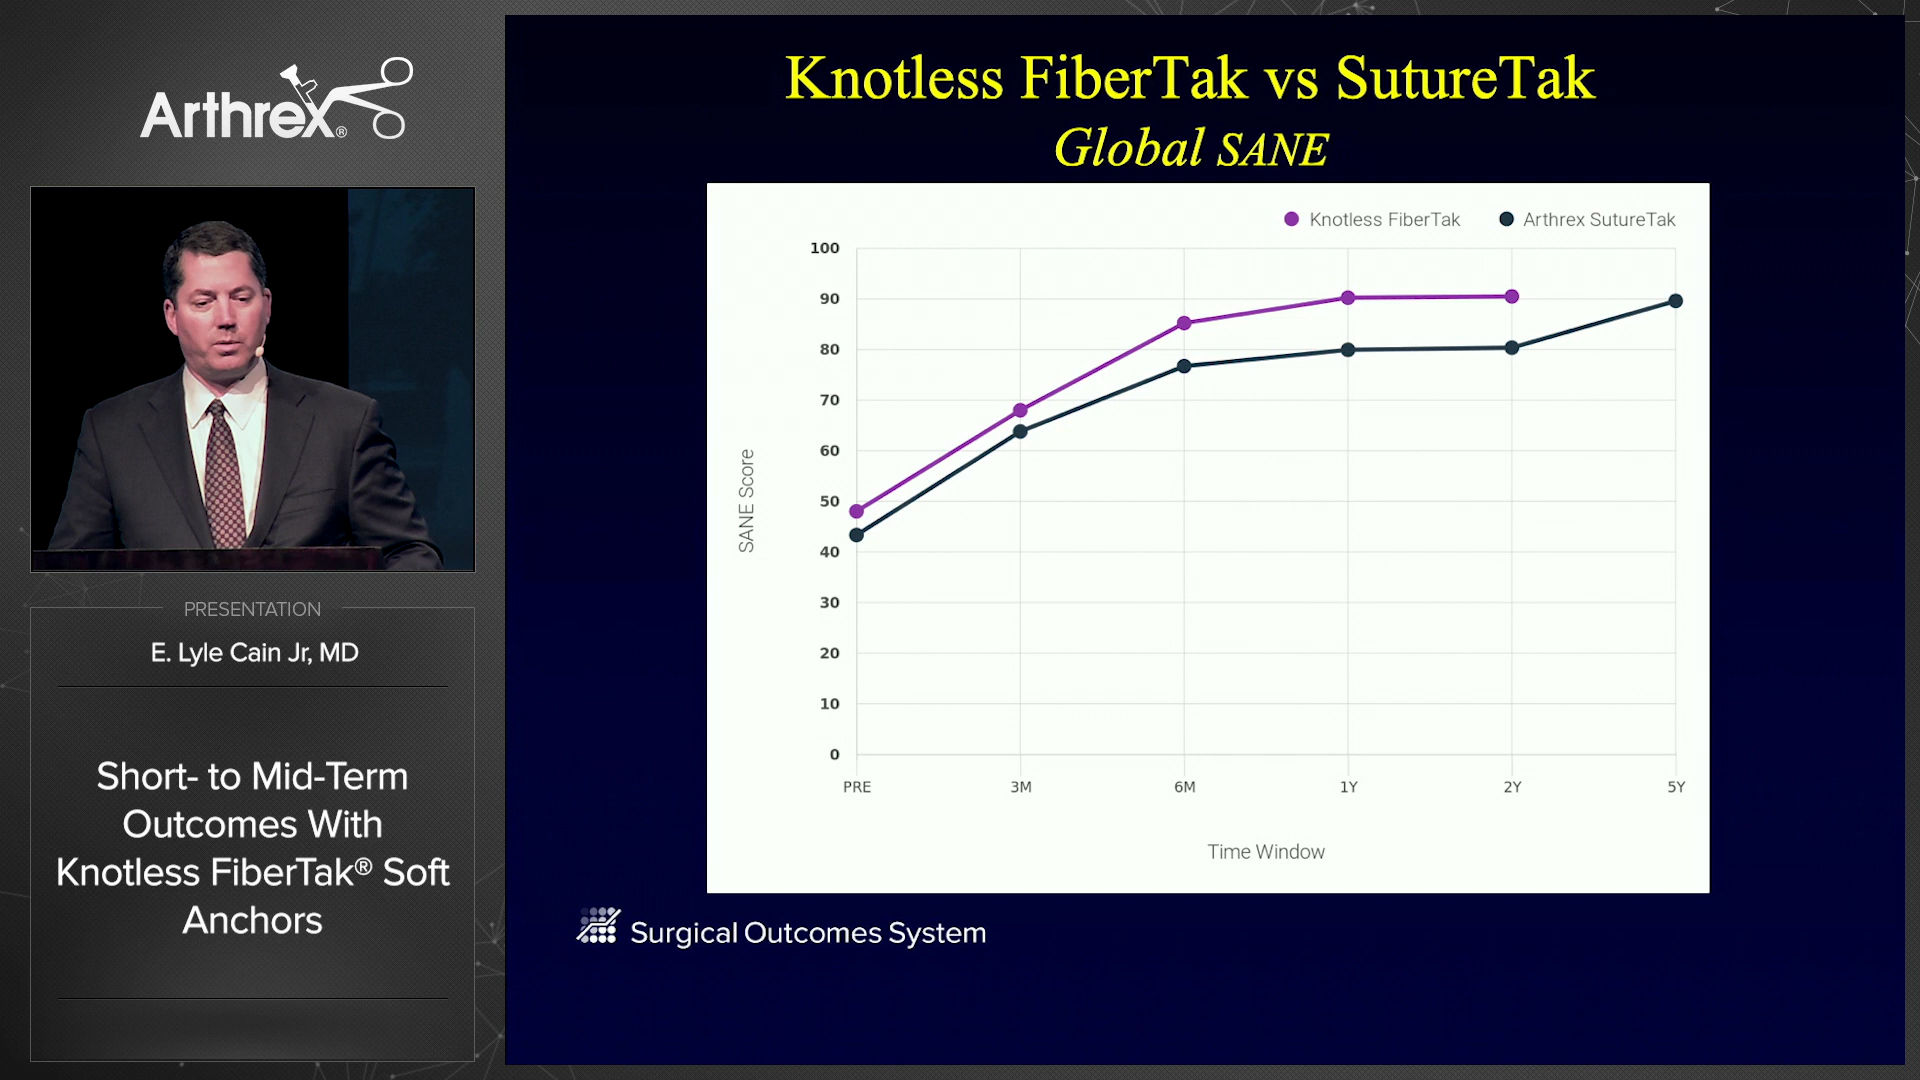 Arthrex®
PRESENTATION
E. Lyle Cain Jr, MD
Short- to Mid-Term
Outcomes With
Knotless FiberTak® Soft
Anchors
Knotless FiberTak vs SutureTak
Global SANE
Knotless FiberTak
Arthrex SutureTak
100
90
80
70
60
50
40
30
20
10
0
SANE Score
PRE
3M
6M
1Y
2Y
5Y
Time Window
Surgical Outcomes System